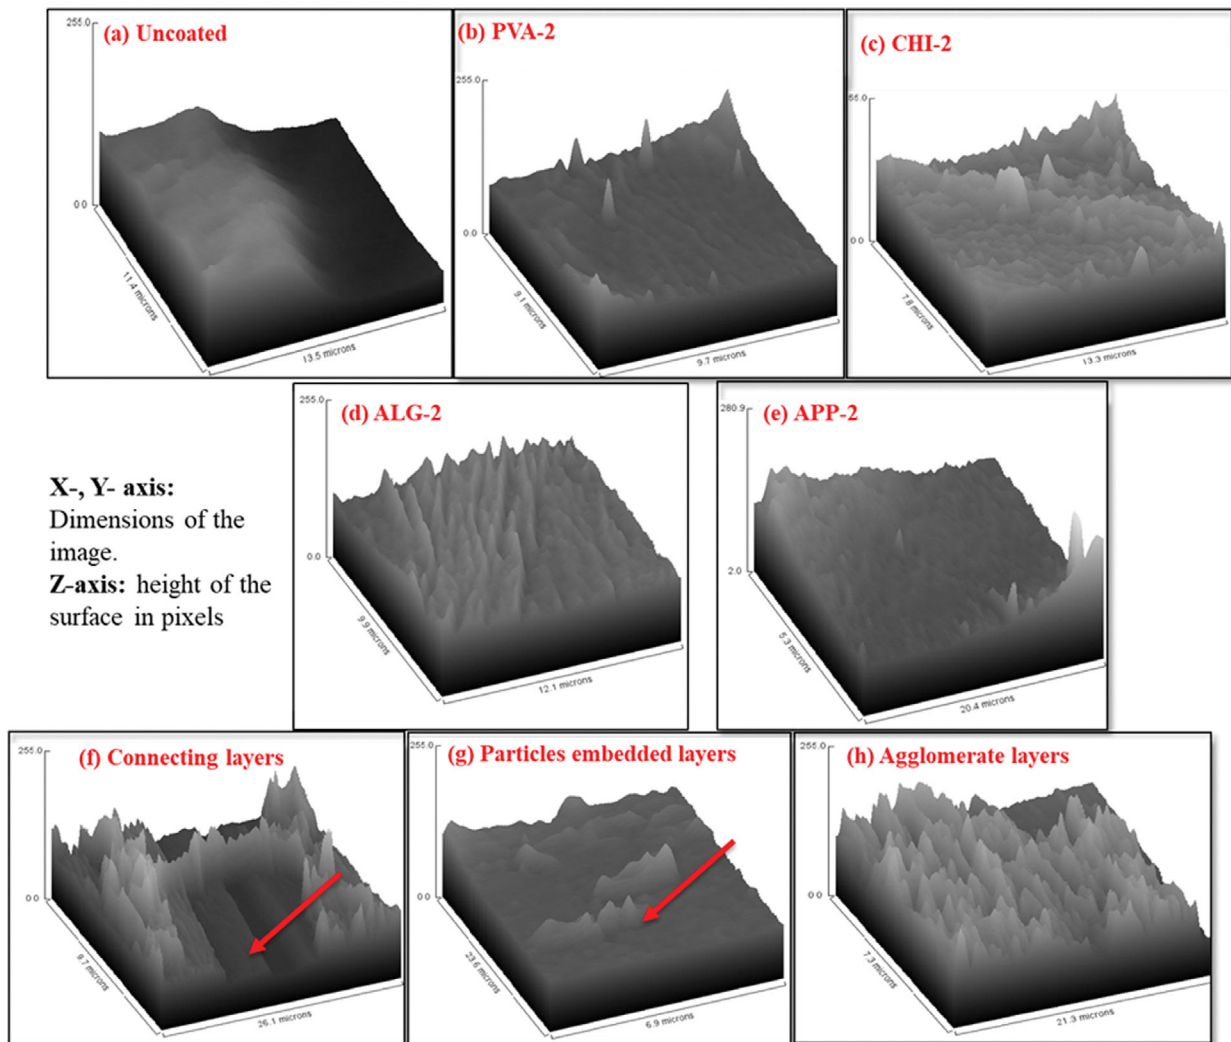 (a) Uncoated
255.0
0.0
11.4 microns
13.5 microns
(b) PVA-2
255.0
0.0
9.1 microns
9.7 microns
(c) CHI-2
55.0
0.0
7.8 microns
13.3 microns
(d) ALG-2
255.0
0.0
9.9 microns
12.1 microns
(e) APP-2
280.9
2.0
5.3 microns
20.4 microns
X-, Y- axis:
Dimensions of the
image.
Z-axis: height of the
surface in pixels
(f) Connecting layers
255.0
0.0
9.7 microns
26.1 microns
(g) Particles embedded layers
255.0
0.0
23.6 microns
6.9 microns
(h) Agglomerate layers
255.0
0.0
7.3 microns
21.3 microns